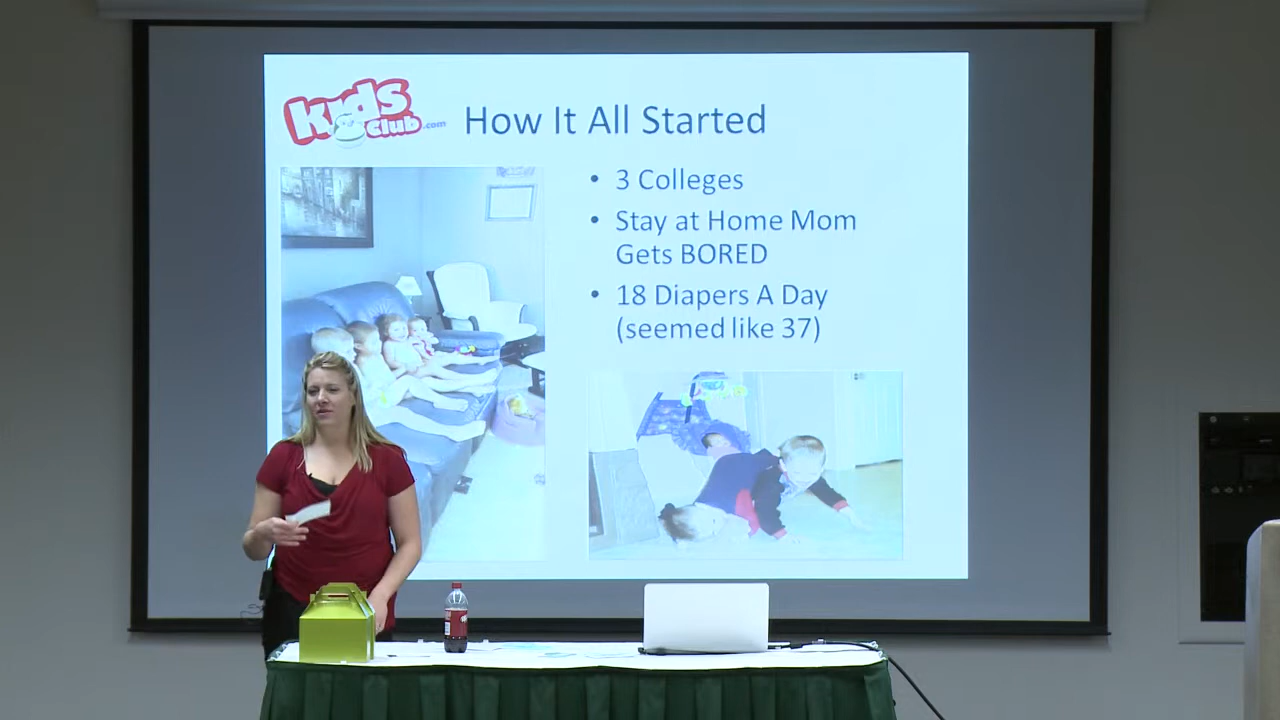 Kids
Club.com
How It All Started
• 3 Colleges
• Stay at Home Mom
Gets BORED
• 18 Diapers A Day
(seemed like 37)